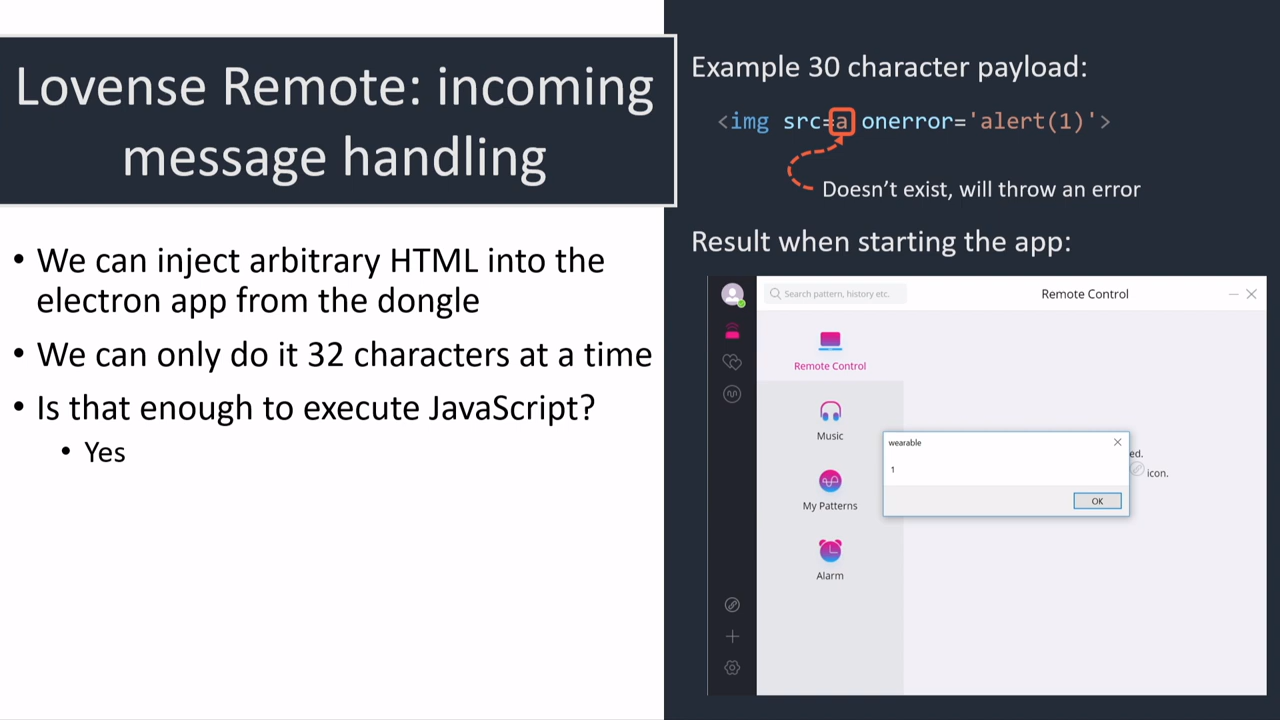 Lovense Remote: incoming
message handling
• We can inject arbitrary HTML into the
electron app from the dongle
• We can only do it 32 characters at a time
• Is that enough to execute JavaScript?
• Yes
Example 30 character payload:
<img src=a onerror='alert(1)'>
Doesn’t exist, will throw an error
Result when starting the app:
Search pattern, history etc.
Remote Control
Remote Control
Music
My Patterns
Alarm
wearable
1
OK
ed.
icon.